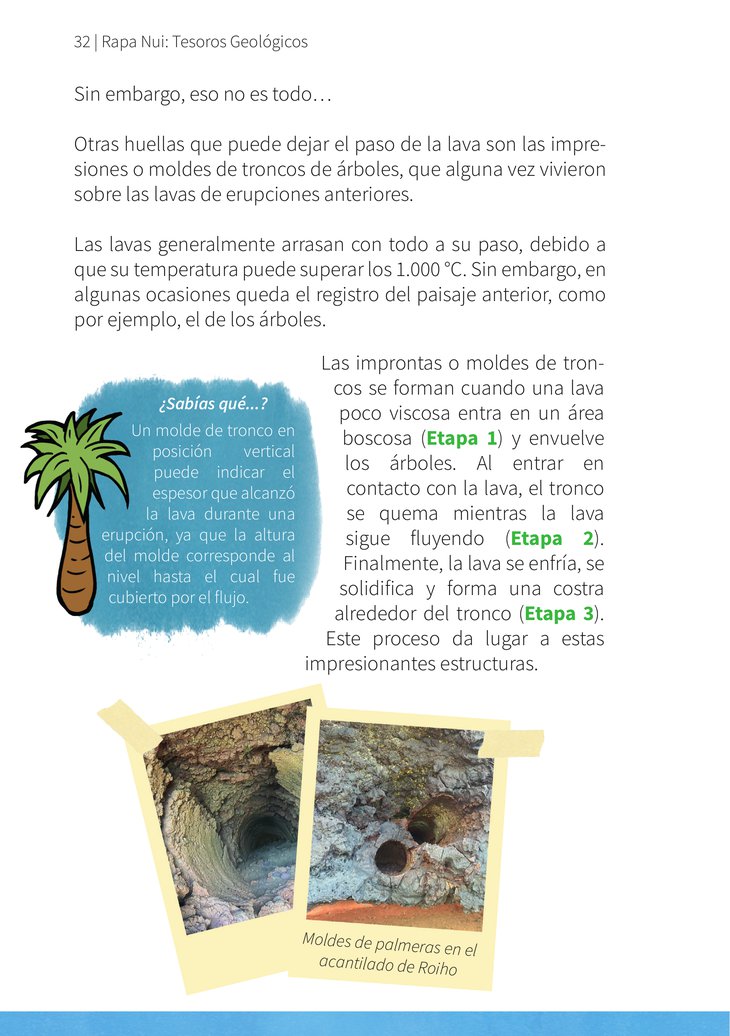 32 | Rapa Nui: Tesoros Geológicos
Sin embargo, eso no es todo…
Otras huellas que puede dejar el paso de la lava son las impre-
siones o moldes de troncos de árboles, que alguna vez vivieron
sobre las lavas de erupciones anteriores.
Las lavas generalmente arrasan con todo a su paso, debido a
que su temperatura puede superar los 1.000 °C. Sin embargo, en
algunas ocasiones queda el registro del paisaje anterior, como
por ejemplo, el de los árboles.
Las improntas o moldes de tron-
cos se forman cuando una lava
poco viscosa entra en un área
boscosa (Etapa 1) y envuelve
los árboles. Al entrar en
contacto con la lava, el tronco
se quema mientras la lava
sigue fluyendo (Etapa 2).
Finalmente, la lava se enfría, se
solidifica y forma una costra
alrededor del tronco (Etapa 3).
Este proceso da lugar a estas
impresionantes estructuras.
¿Sabías qué...?
Un molde de tronco en
posición vertical
puede indicar el
espesor que alcanzó
la lava durante una
erupción, ya que la altura
del molde corresponde al
nivel hasta el cual fue
cubierto por el flujo.
Moldes de palmeras en el
acantilado de Roiho